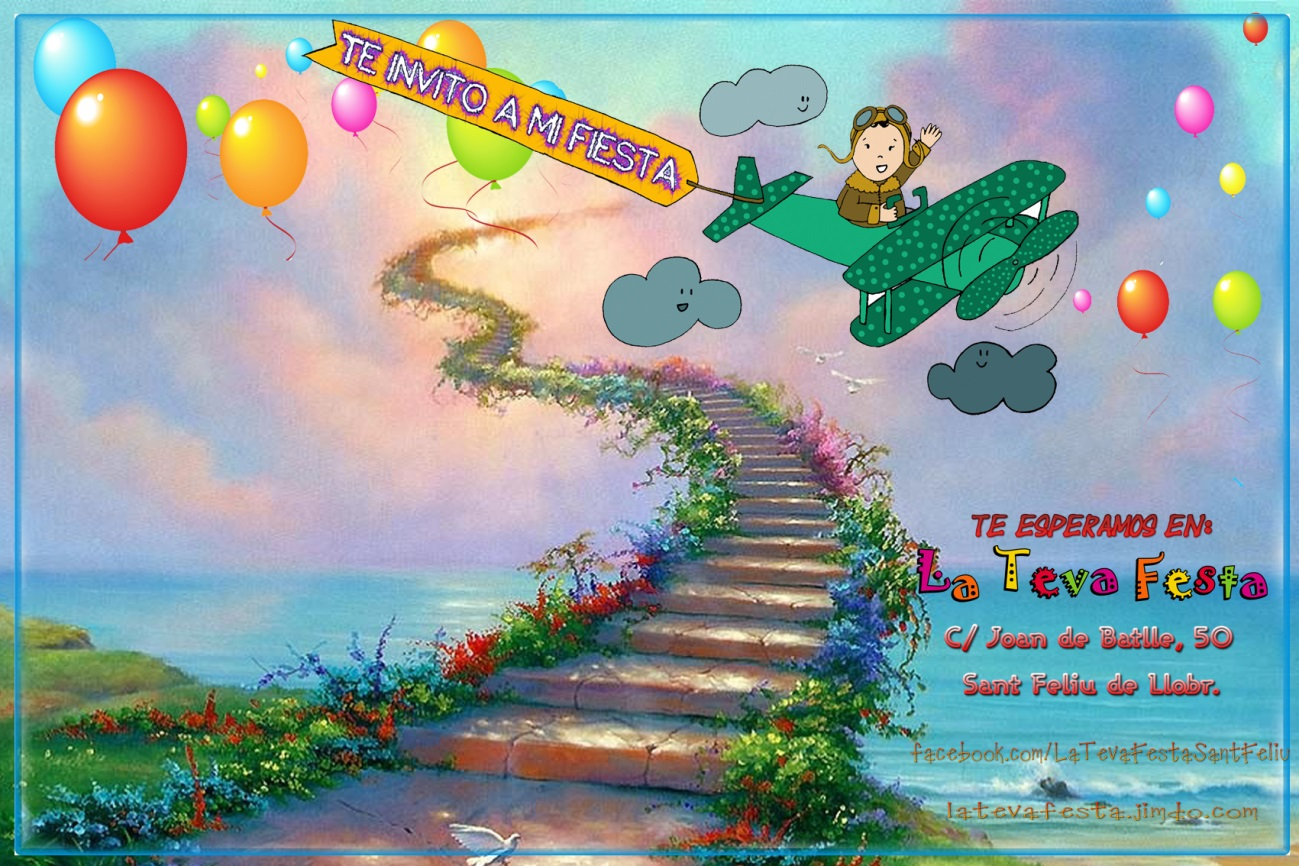 TE INVITO A MI FIESTA
TE ESPERAMOS EN:
La Teva Festa
C/ Joan de Batlle, 50
Sant Feliu de Llobr.
facebook.com/LaTevaFestaSantFeliu
latevafesta.jimdo.com